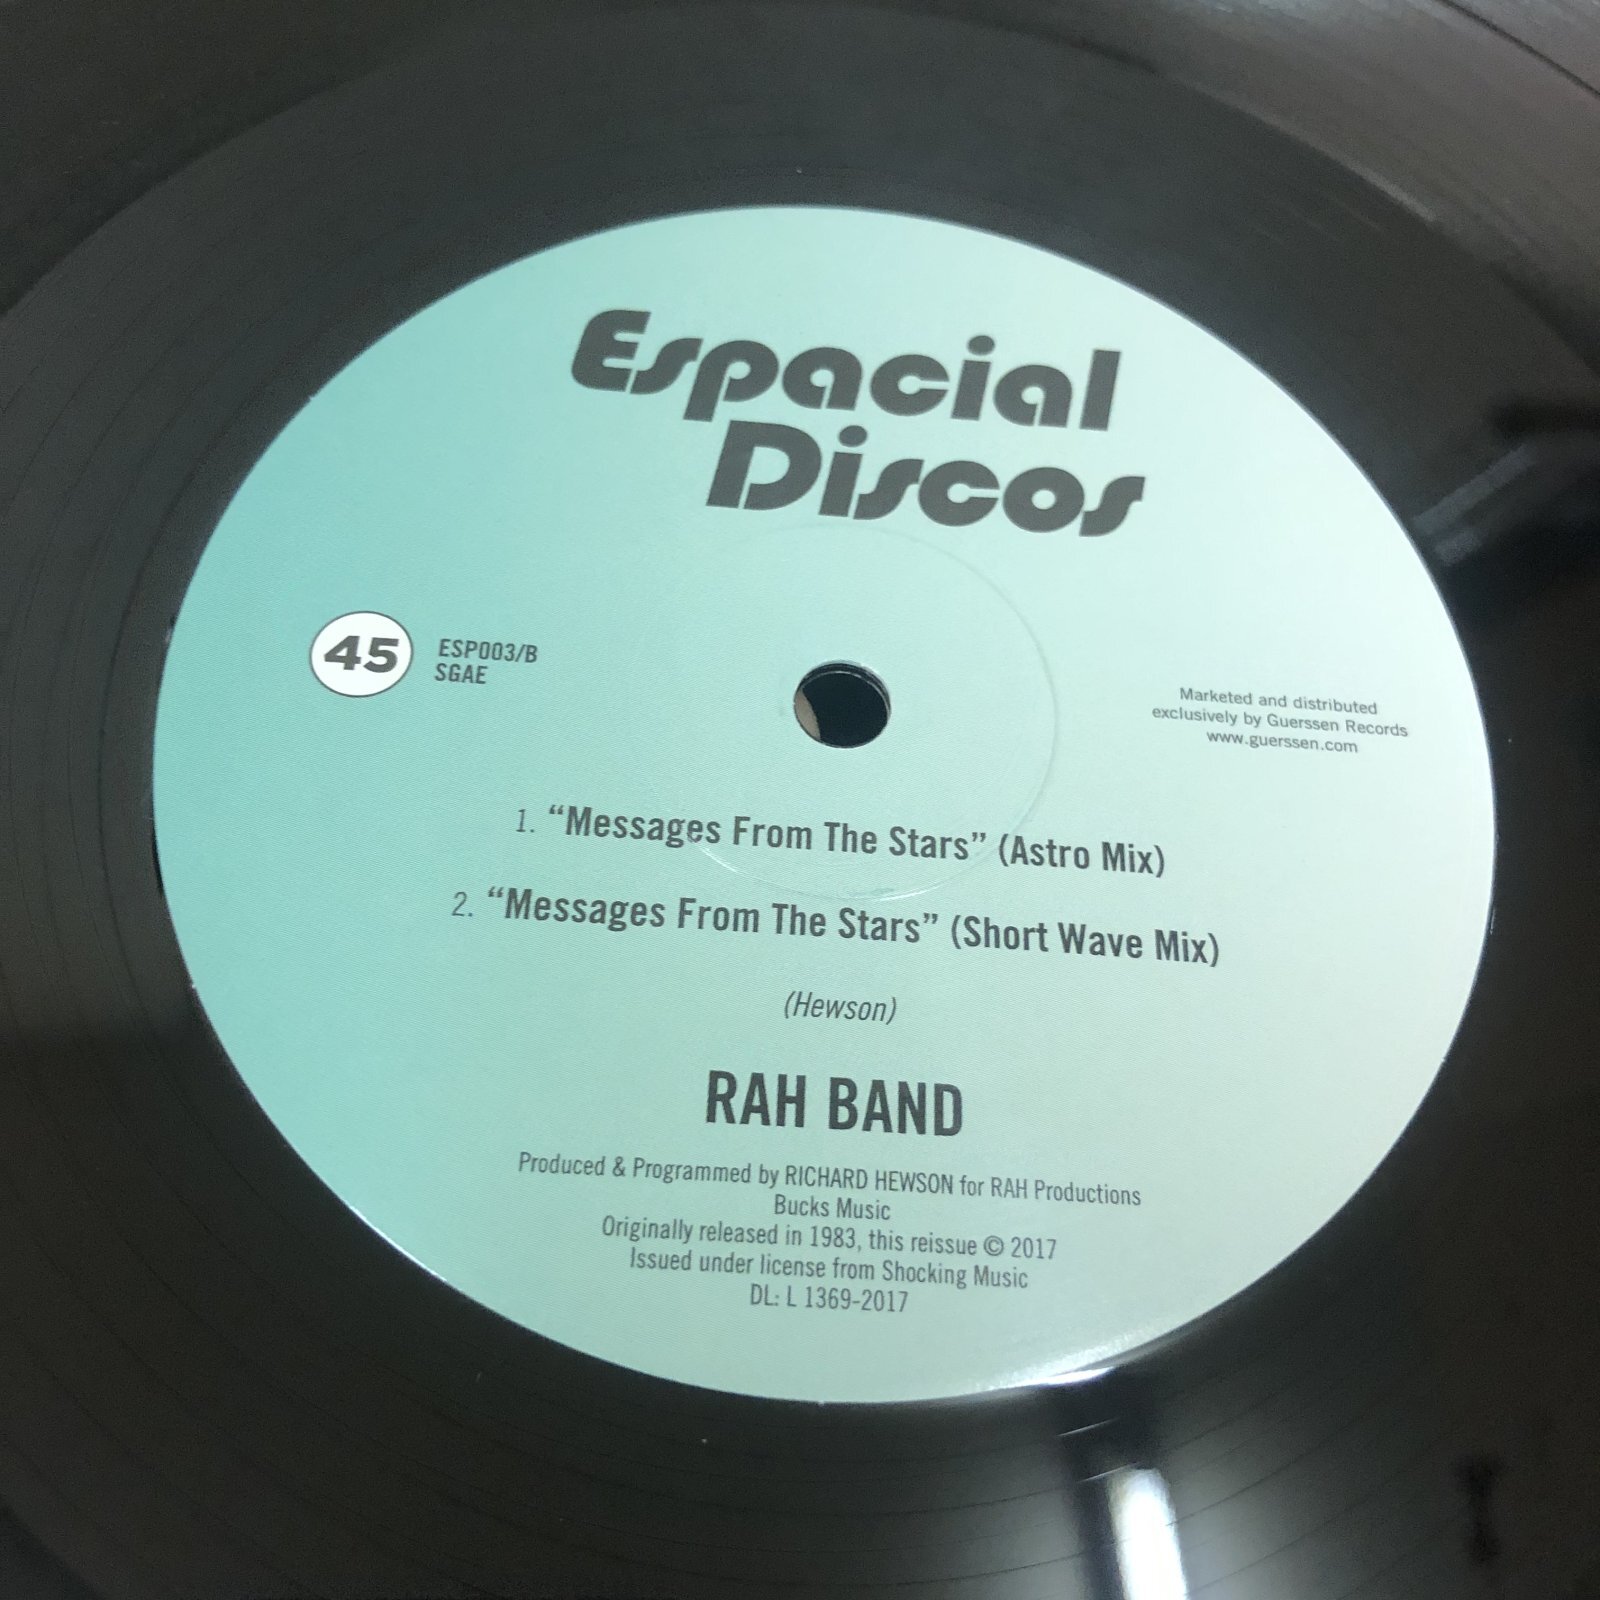 Espacial
Discos
45
ESP003/B
SGAE
Marketed and distributed
exclusively by Guerssen Records
www.guerssen.com
1. “Messages From The Stars” (Astro Mix)
2. “Messages From The Stars” (Short Wave Mix)
(Hewson)
RAH BAND
Produced & Programmed by RICHARD HEWSON for RAH Productions
Bucks Music
Originally released in 1983, this reissue © 2017
Issued under license from Shocking Music
DL: L 1369-2017